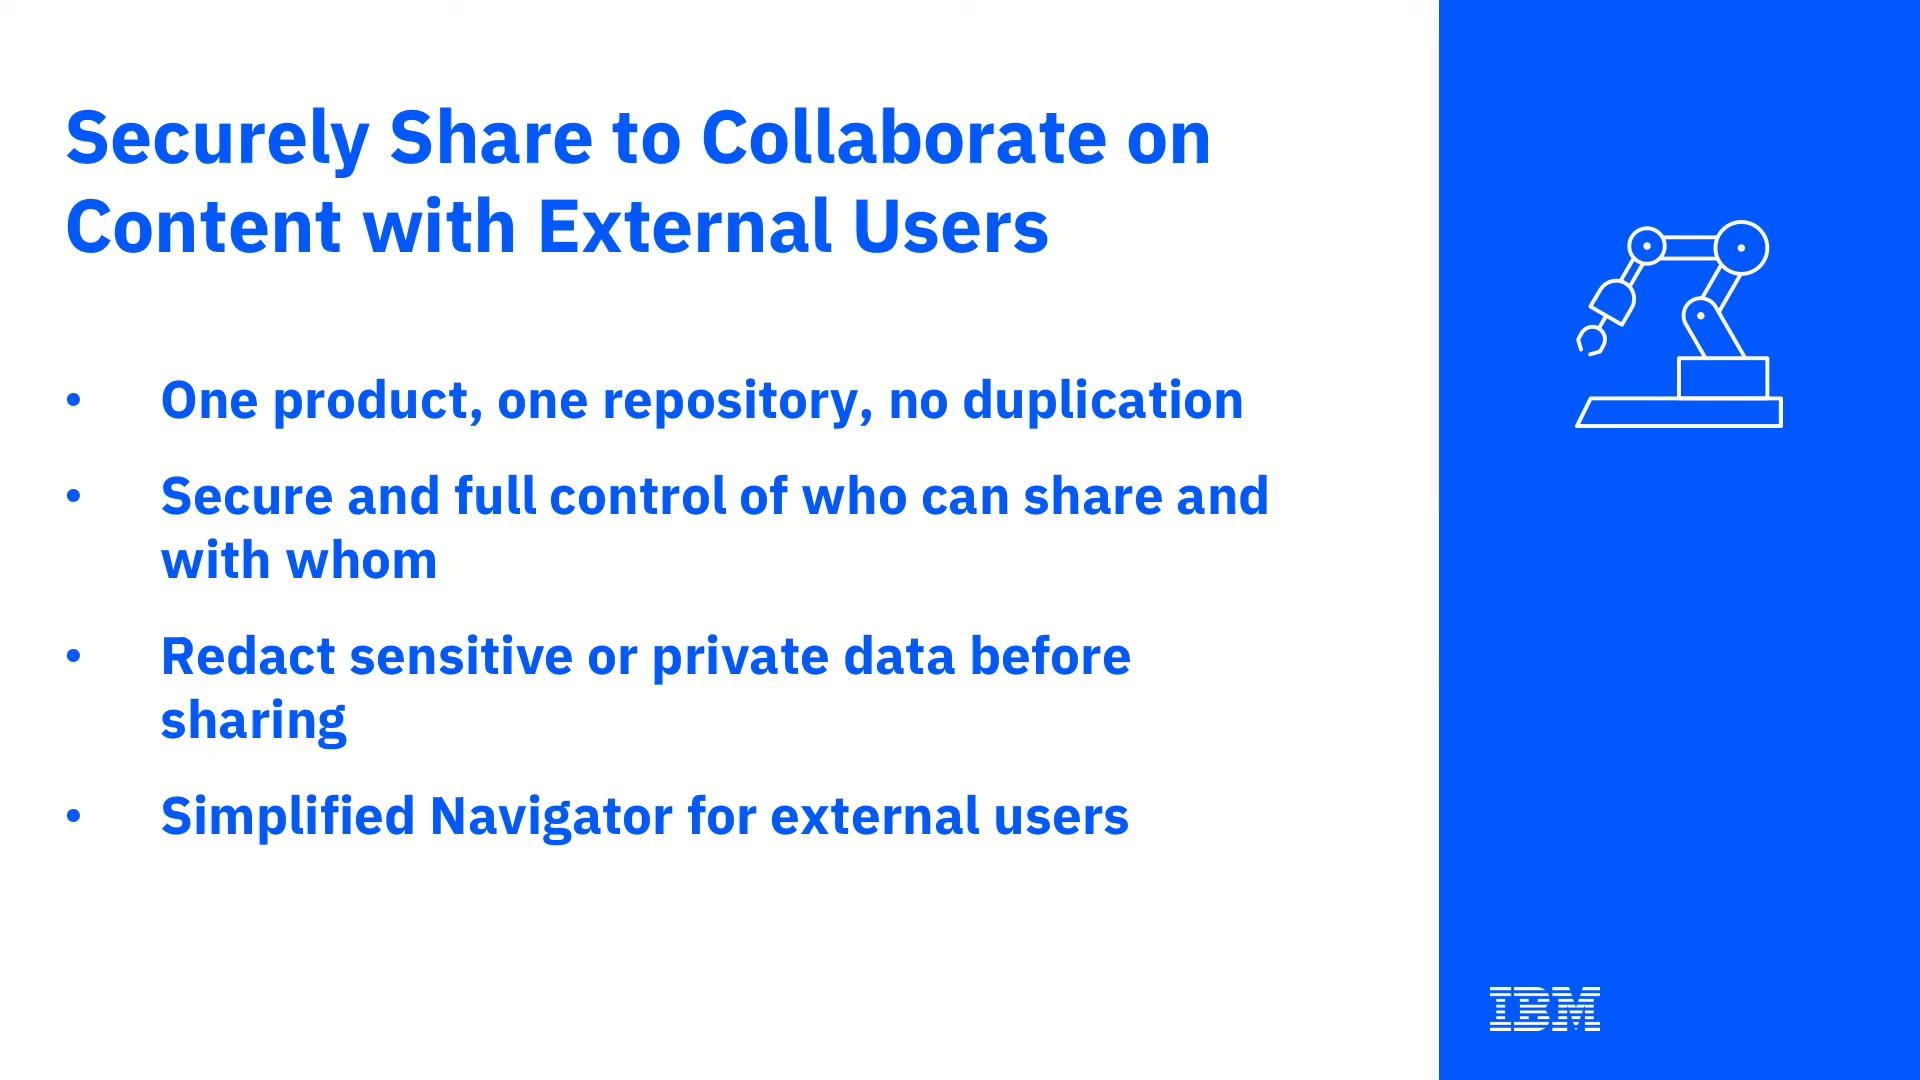 Securely Share to Collaborate on
Content with External Users
• One product, one repository, no duplication
• Secure and full control of who can share and
with whom
• Redact sensitive or private data before
sharing
• Simplified Navigator for external users
IBM